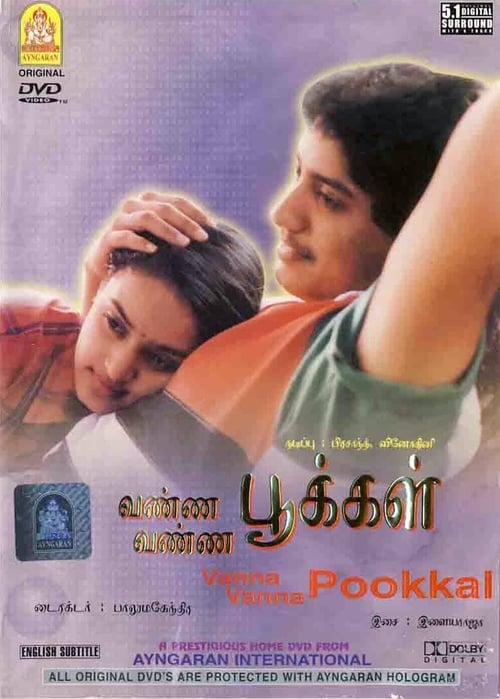 AYNGARAN
ORIGINAL
DVD
VIDEO
TM
5.1 DIGITAL
SURROUND
நடிப்பு : பிரசாந்த், வினோதினி
வண்ண
வண்ண
பூக்கள்
AYNGARAN
Vanna
Vanna
Pookkal
டைரக்டர் : பாலுமகேந்திர
இசை : இளையராஜா
ENGLISH SUBTITLE
A PRESTIGIOUS HOME DVD FROM
AYNGARAN INTERNATIONAL
DOLBY
DIGITAL
ALL ORIGINAL DVD'S ARE PROTECTED WITH AYNGARAN HOLOGRAM